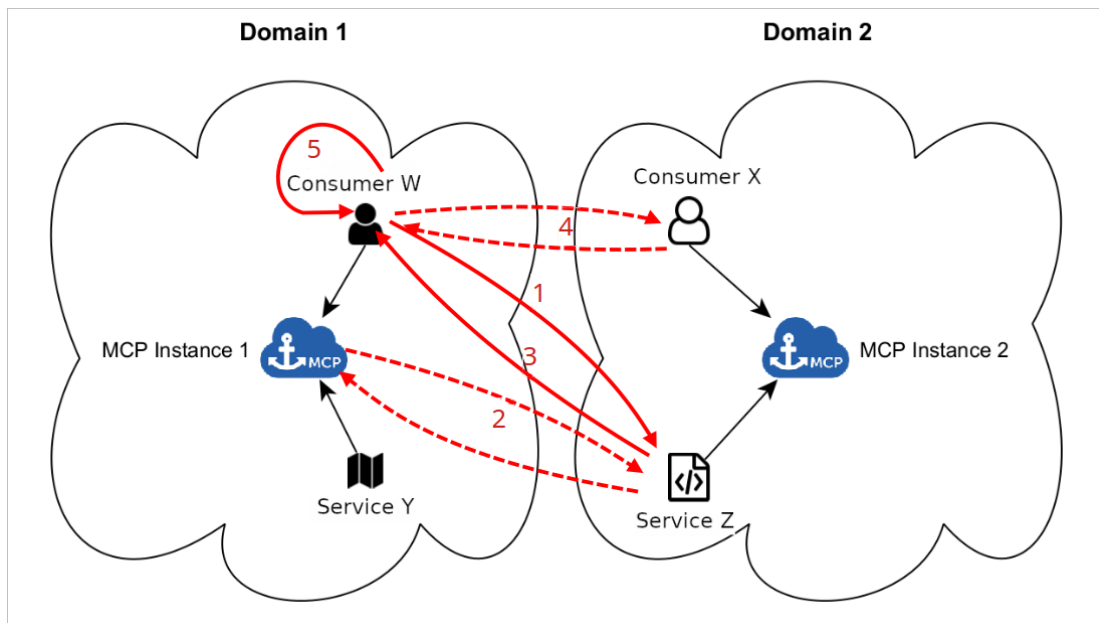 Domain 1
Domain 2
5
Consumer W
Consumer X
4
1
MCP Instance 1
MCP
3
MCP
MCP Instance 2
2
Service Y
</>
Service Z